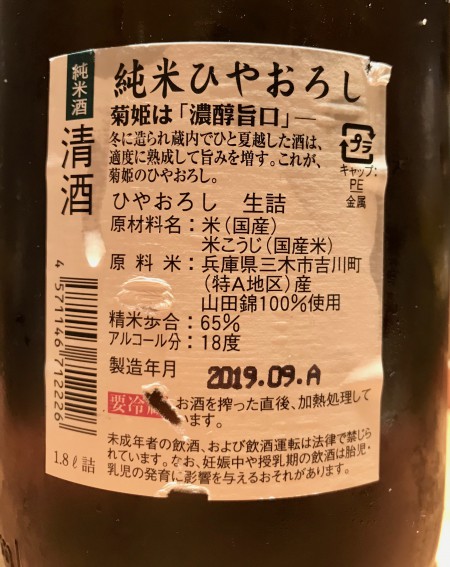 純米酒
清酒
純米ひやおろし
菊姫は「濃醇旨口」―
冬に造られ蔵内でひと夏越した酒は、
適度に熟成して旨みを増す。これが、
菊姫のひやおろし。
プラ
キャップ:
PE
金属
ひやおろし 生詰
原材料名:米(国産)
米こうじ(国産米)
原料米:兵庫県三木市吉川町
(特A地区)産
山田錦100%使用
精米歩合:65%
アルコール分:18度
製造年月 2019.09.A
要冷
お酒を搾った直後、加熱処理して
います。
未成年者の飲酒、および飲酒運転は法律で禁じら
れています。なお、妊娠中や授乳期の飲酒は胎児・
乳児の発育に影響を与えるおそれがあります。
1.8ℓ詰
4571146712222